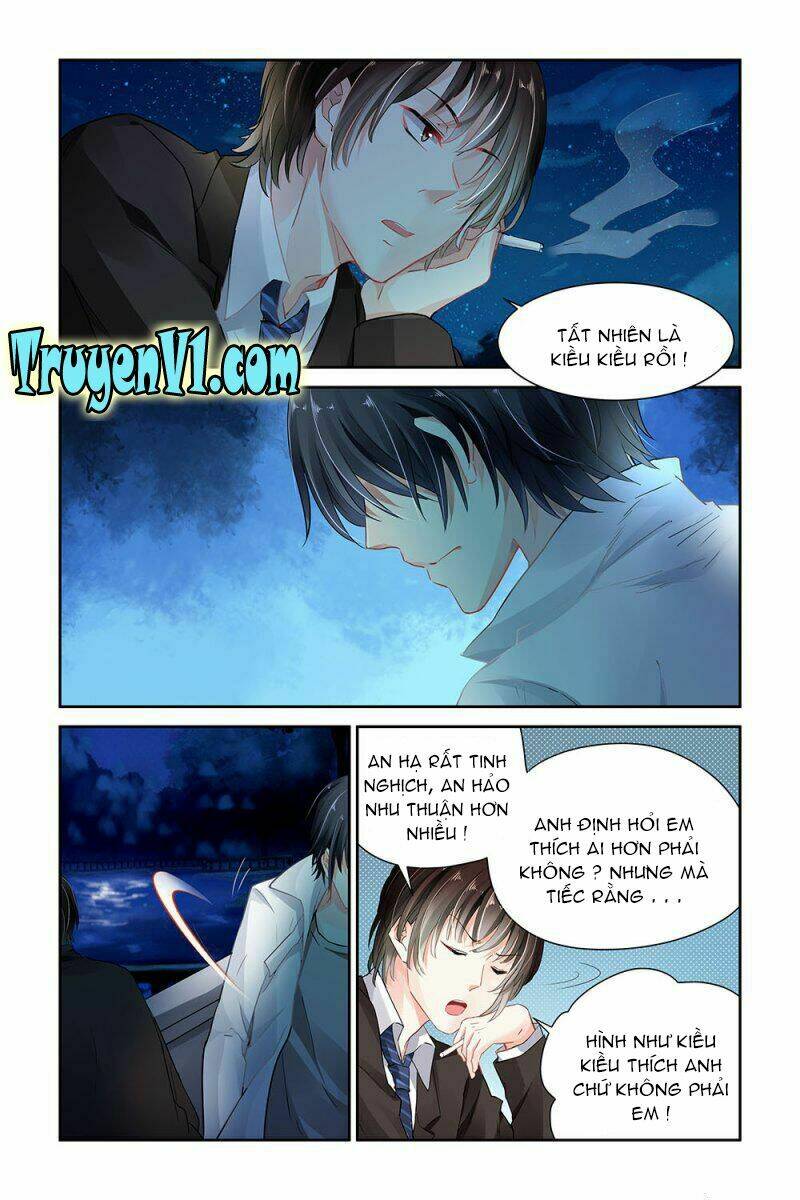 TẤT NHIÊN LÀ
KIỀU KIỀU RỒI !
TruyenV1.com
AN HẠ RẤT TINH
NGHỊCH, AN HẢO
NHU THUẬN HƠN
NHIỀU !
ANH ĐỊNH HỎI EM
THÍCH AI HƠN PHẢI
KHÔNG ? NHƯNG MÀ
TIẾC RẰNG . . .
HÌNH NHƯ KIỀU
KIỀU THÍCH ANH
CHỨ KHÔNG PHẢI
EM !